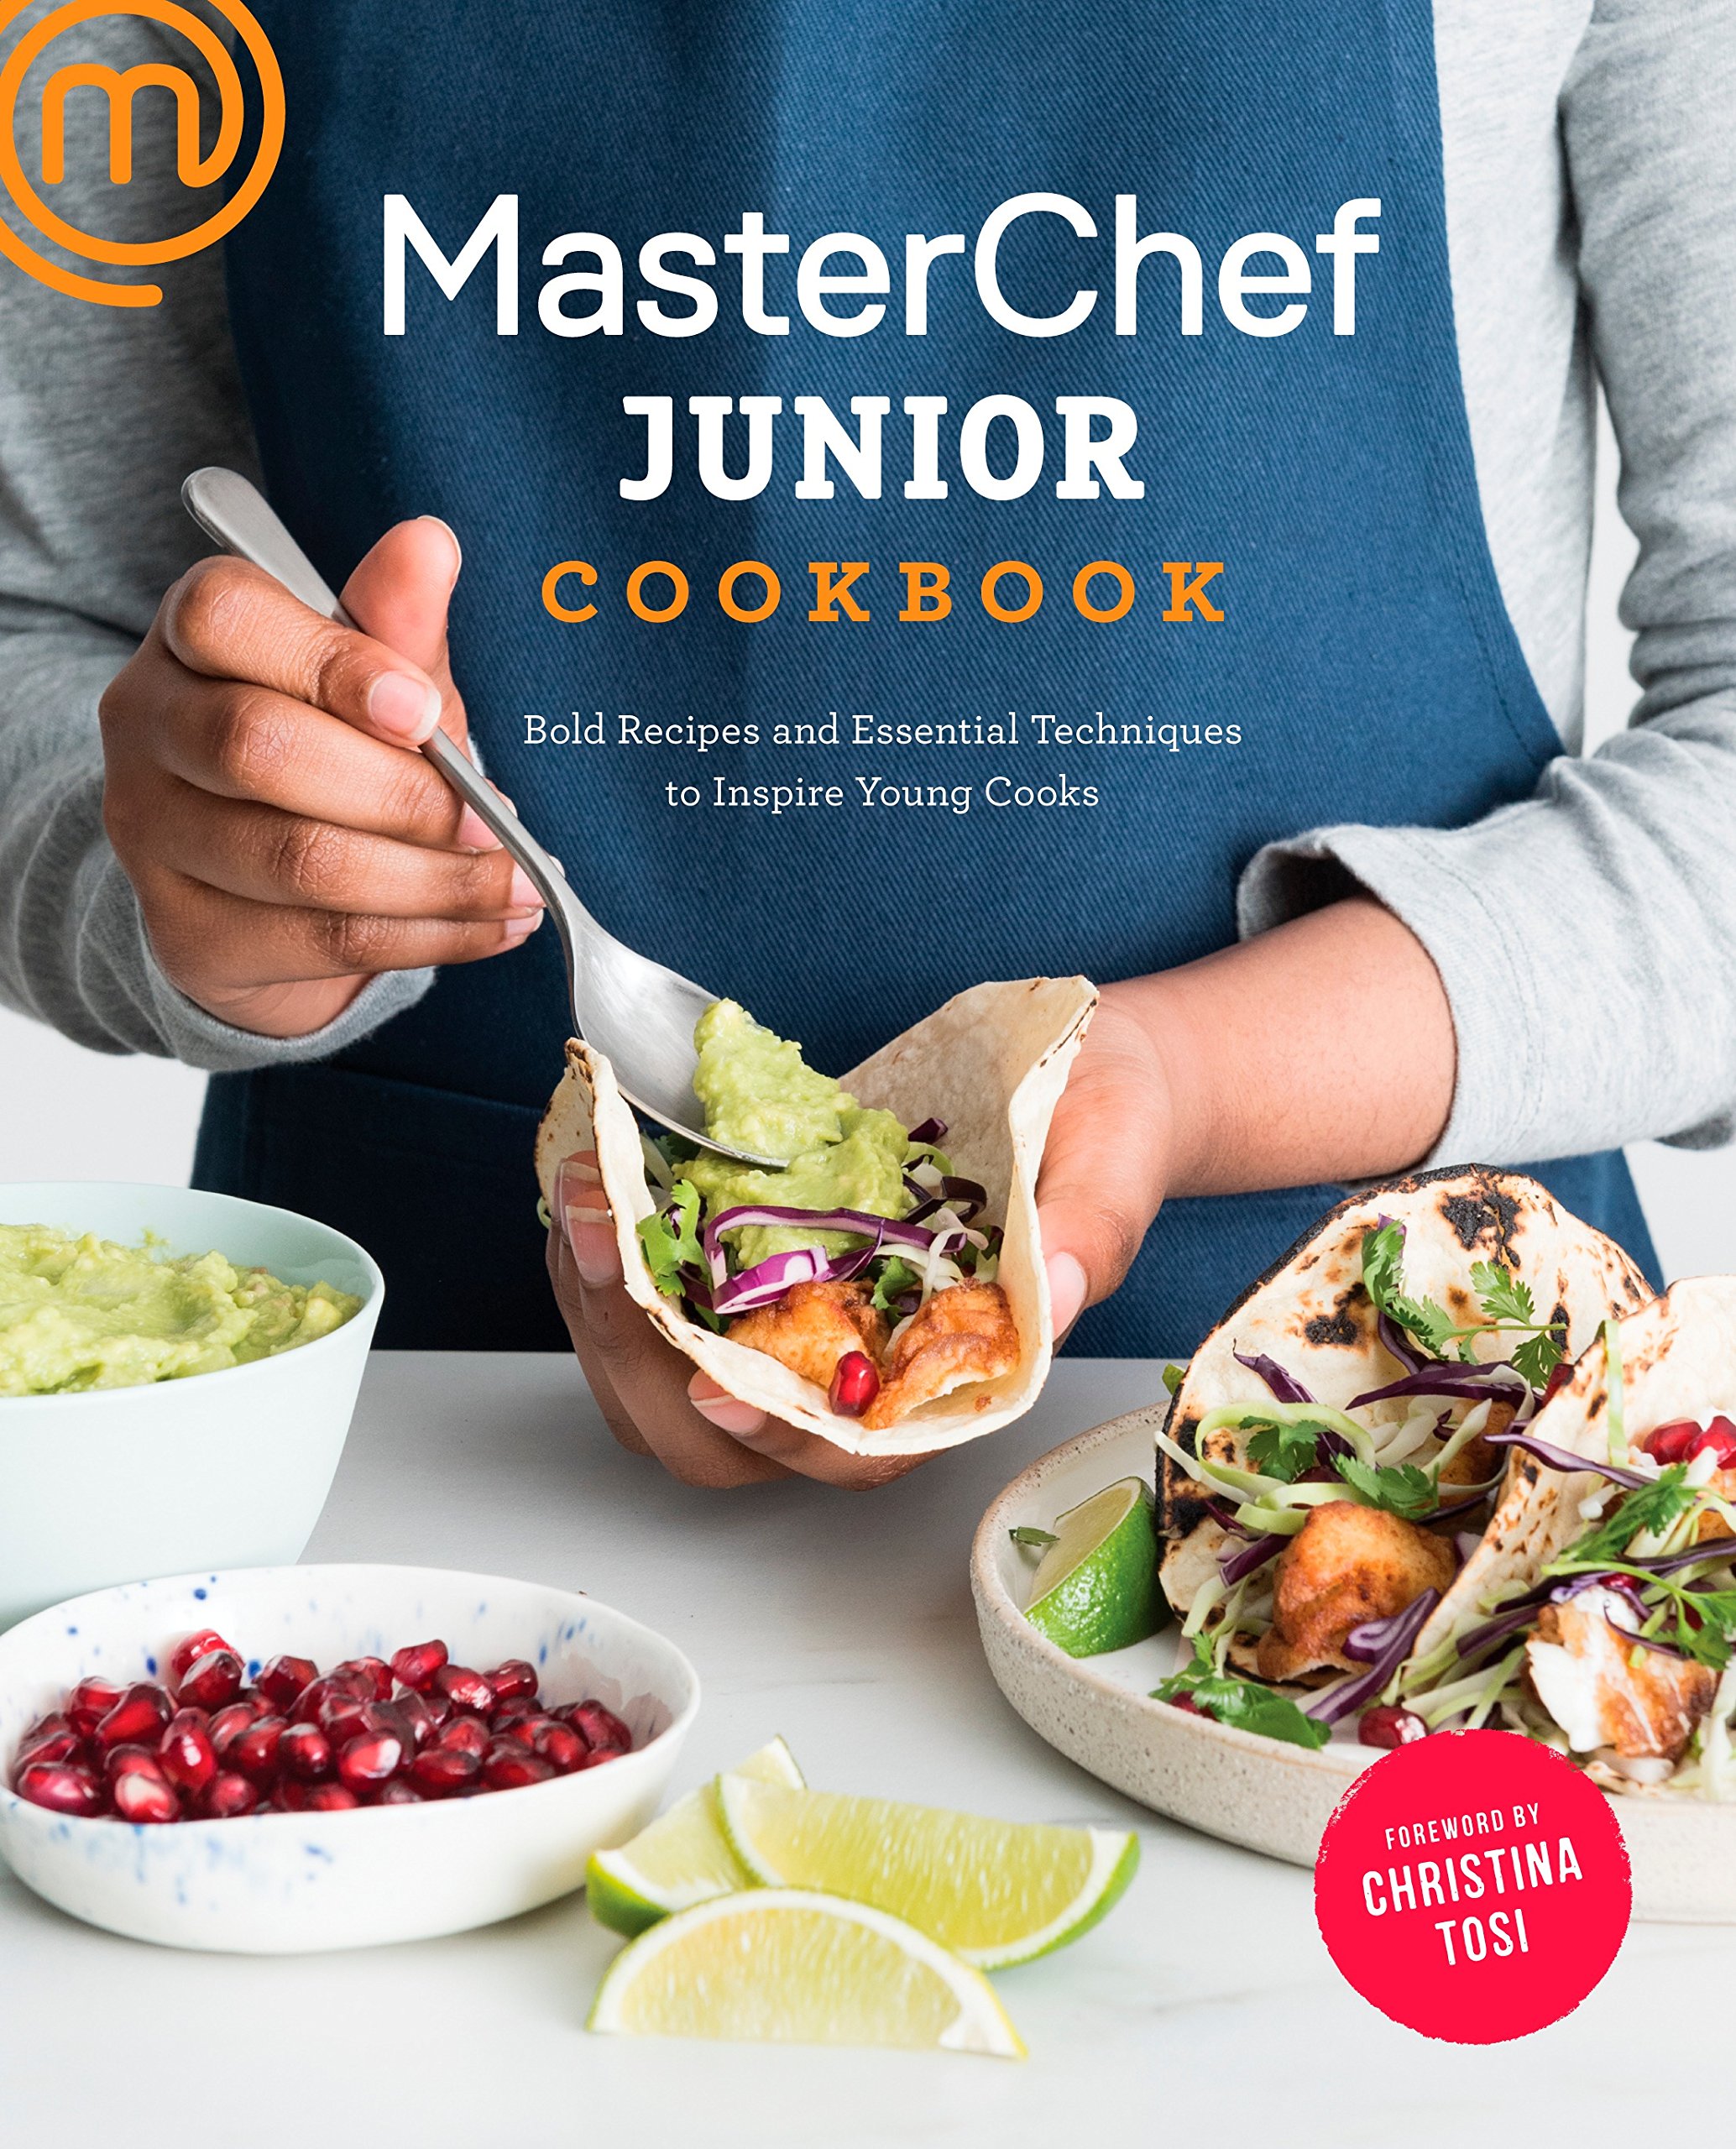 m
MasterChef
JUNIOR
COOKBOOK
Bold Recipes and Essential Techniques
to Inspire Young Cooks
FOREWORD BY
CHRISTINA
TOSI